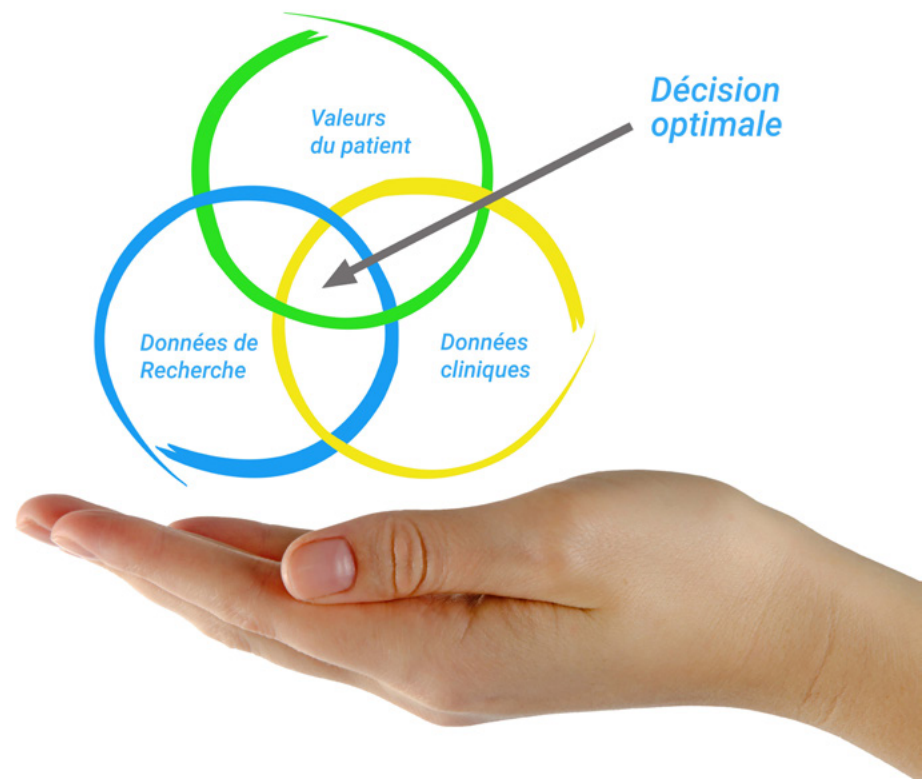 Valeurs
du patient
Décision
optimale
Données de
Recherche
Données
cliniques